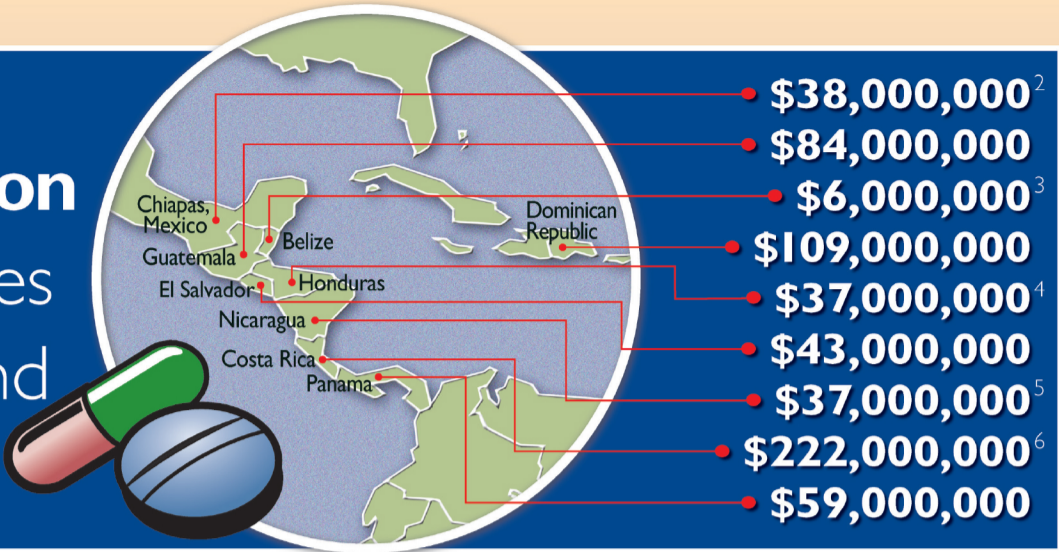 on
es
nd
Chiapas,
Mexico
Guatemala
Belize
El Salvador
Honduras
Nicaragua
Costa Rica
Panama
Dominican
Republic
$38,000,000²
$84,000,000
$6,000,000³
$109,000,000
$37,000,000⁴
$43,000,000
$37,000,000⁵
$222,000,000⁶
$59,000,000